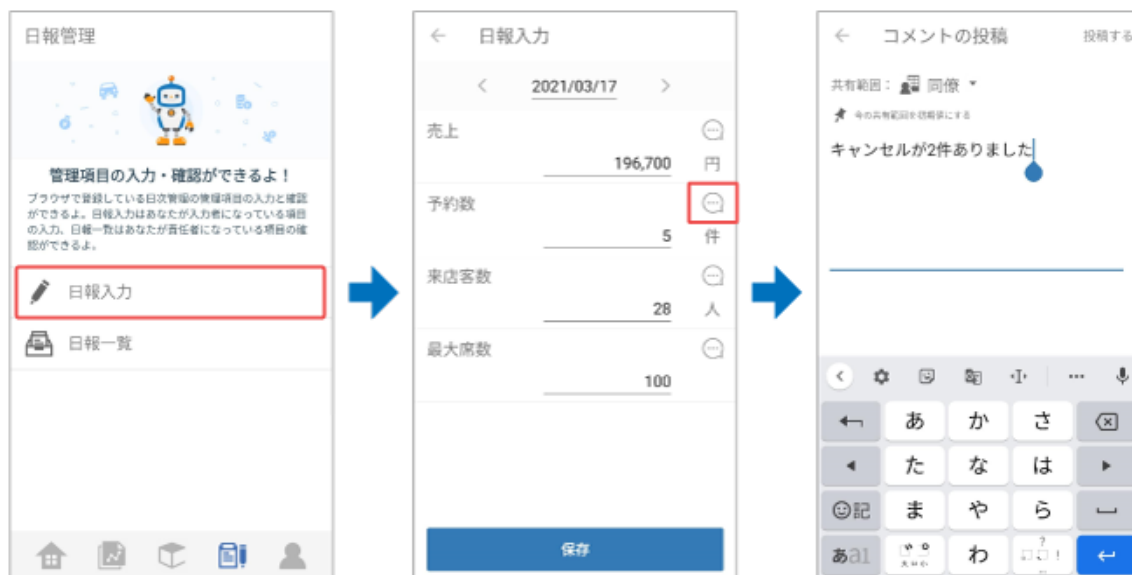 日報管理
管理項目の入力・確認ができるよ！
ブラウザで登録している日次管理の管理項目の入力と確認
ができるよ。日報入力はあなたが入力者になっている項目
の入力、日報一覧はあなたが責任者になっている項目の確
認ができるよ。
日報入力
日報一覧
日報入力
2021/03/17
売上
196,700 円
予約数
5 件
来店客数
28 人
最大席数
100
保存
コメントの投稿 投稿する
共有範囲： 同僚
今の共有範囲を初期値にする
キャンセルが2件ありました
あ か さ
た な は
記 ま や ら
あa1 わ